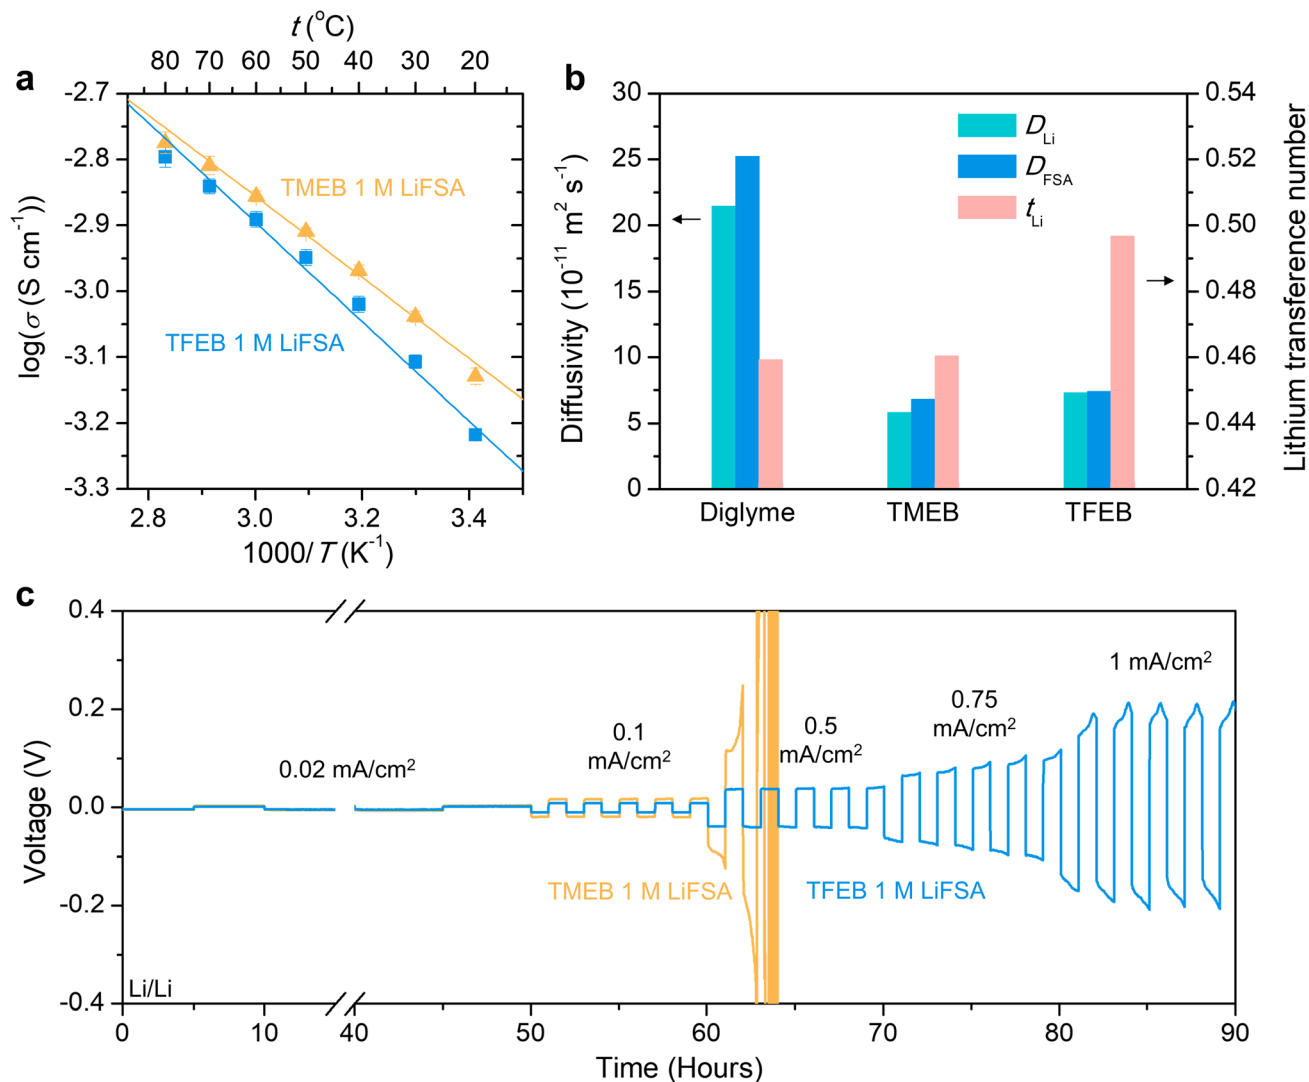 a
t (°C)
80 70 60 50 40 30 20
-2.7
-2.8
-2.9
-3.0
-3.1
-3.2
-3.3
log(σ (S cm⁻¹))
TMEB 1 M LiFSA
TFEB 1 M LiFSA
2.8 3.0 3.2 3.4
1000/T (K⁻¹)
b
30
25
20
15
10
5
0
Diffusivity (10⁻¹¹ m² s⁻¹)
D_Li
D_FSA
t_Li
0.54
0.52
0.50
0.48
0.46
0.44
0.42
Lithium transference number
Diglyme TMEB TFEB
c
0.4
0.2
0.0
-0.2
-0.4
Voltage (V)
0.02 mA/cm²
0.1
mA/cm²
0.5
mA/cm²
0.75
mA/cm²
1 mA/cm²
TMEB 1 M LiFSA
TFEB 1 M LiFSA
Li/Li
0 10 40 50 60 70 80 90
Time (Hours)